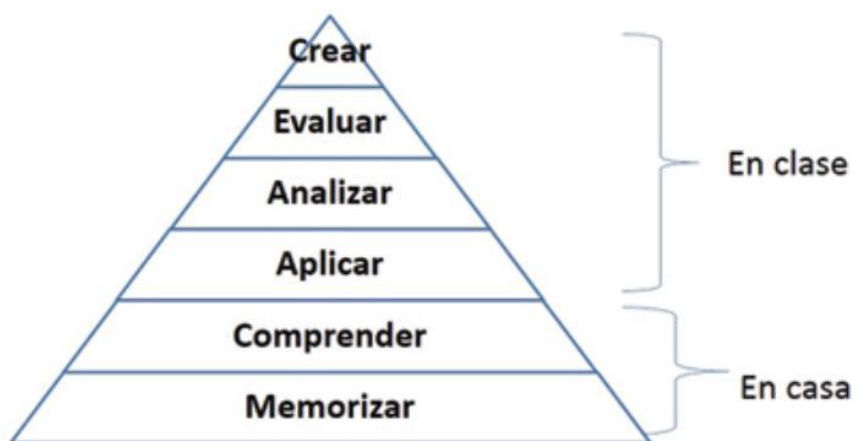 Crear
Evaluar
Analizar
Aplicar
Comprender
Memorizar
En clase
En casa